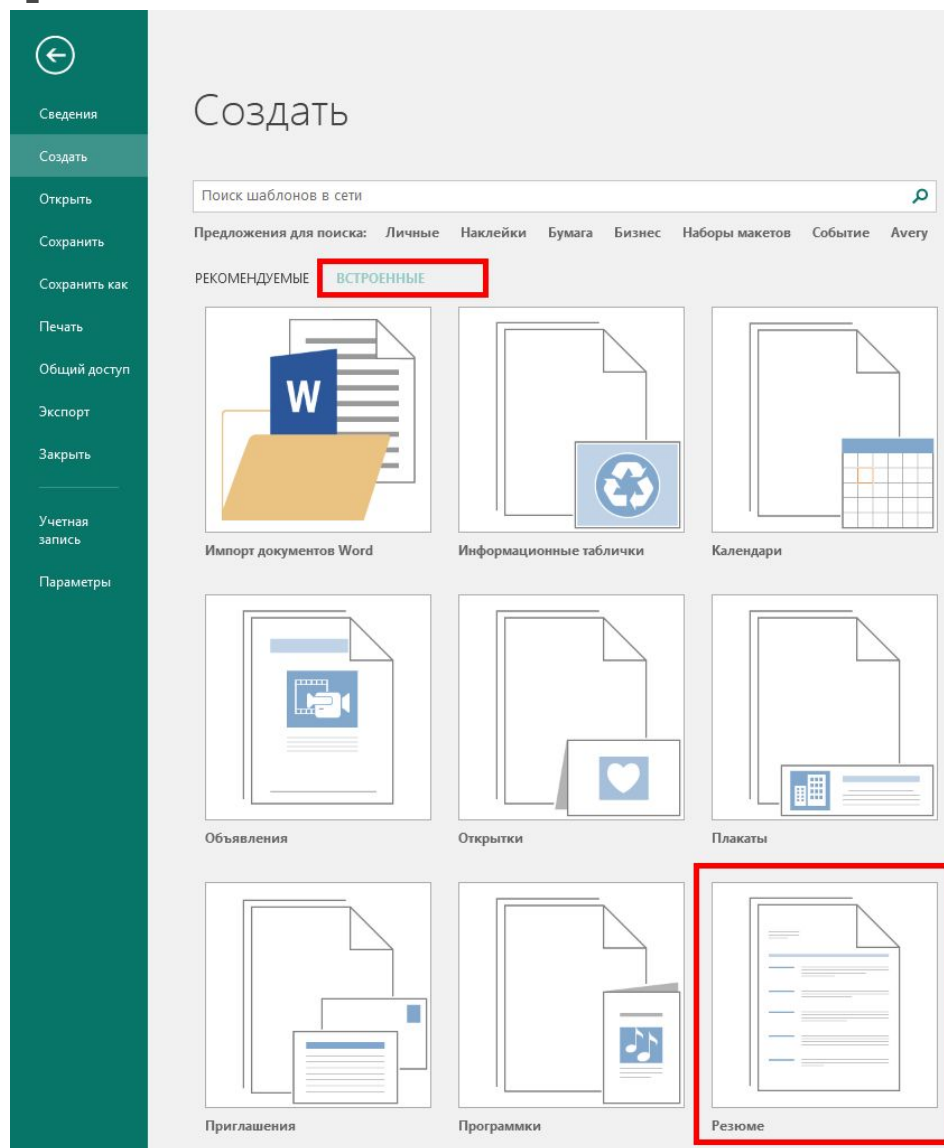 Сведения
Создать
Открыть
Сохранить
Сохранить как
Печать
Общий доступ
Экспорт
Закрыть
Учетная
запись
Параметры
Создать
Поиск шаблонов в сети
Предложения для поиска: Личные Наклейки Бумага Бизнес Наборы макетов Событие Avery
РЕКОМЕНДУЕМЫЕ ВСТРОЕННЫЕ
W
Импорт документов Word Информационные таблички Календари
Объявления Открытки Плакаты
Приглашения Программки Резюме